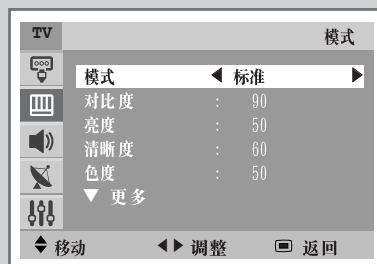 TV
模式
模式 ◀ 标准 ▶
对比度 : 90
亮度 : 50
清晰度 : 60
色度 : 50
▼ 更多
移动 调整 返回